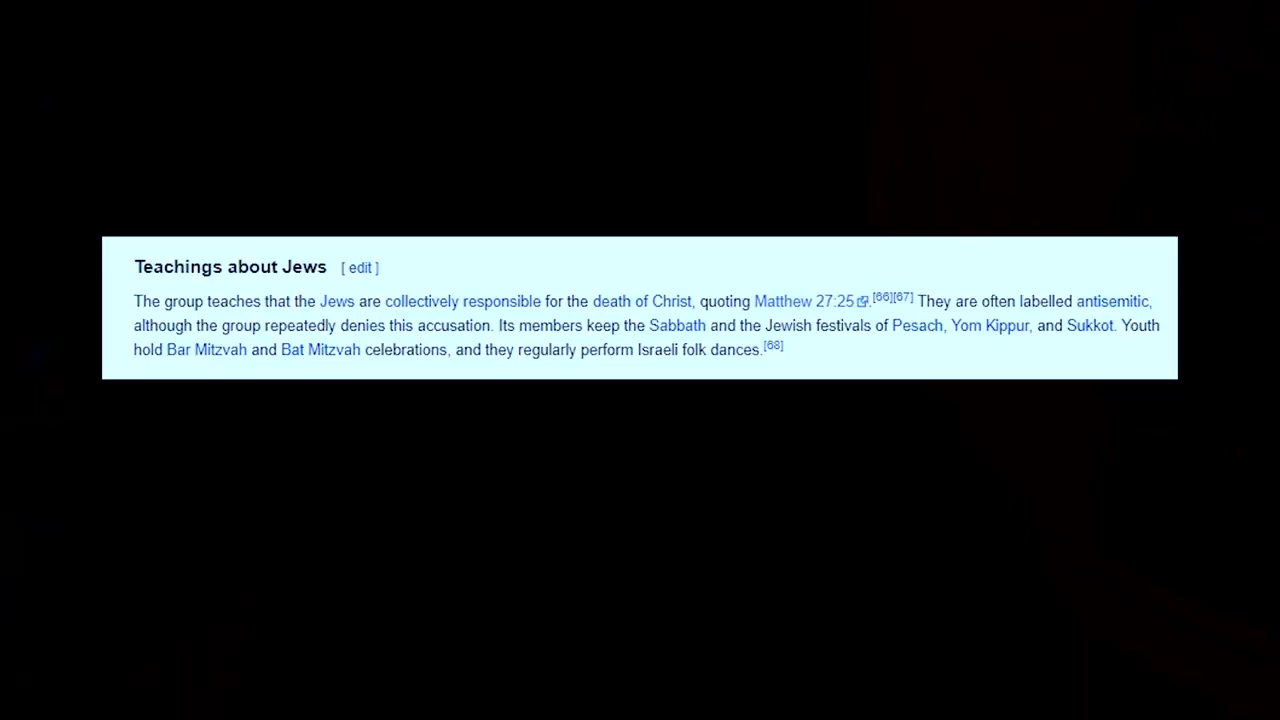 Teachings about Jews [ edit ]
The group teaches that the Jews are collectively responsible for the death of Christ, quoting Matthew 27:25.[66][67] They are often labelled antisemitic,
although the group repeatedly denies this accusation. Its members keep the Sabbath and the Jewish festivals of Pesach, Yom Kippur, and Sukkot. Youth
hold Bar Mitzvah and Bat Mitzvah celebrations, and they regularly perform Israeli folk dances.[68]